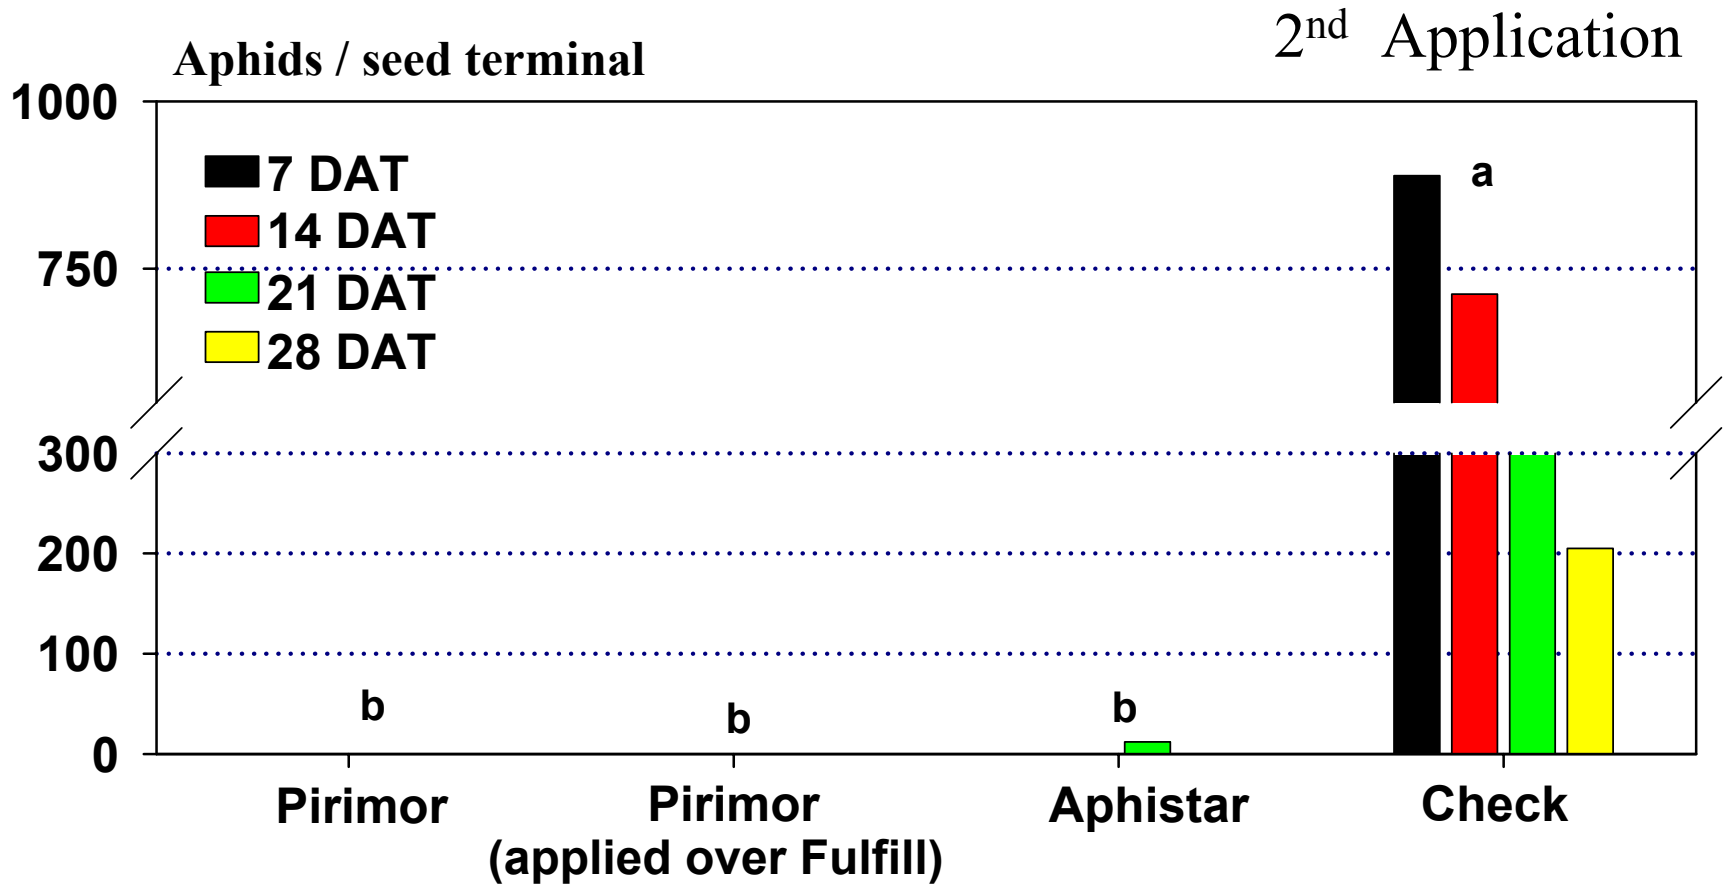 2nd Application
Aphids / seed terminal
1000
7 DAT
a
14 DAT
750
21 DAT
28 DAT
300
200
100
b
b
b
0
Pirimor
Pirimor
(applied over Fulfill)
Aphistar
Check